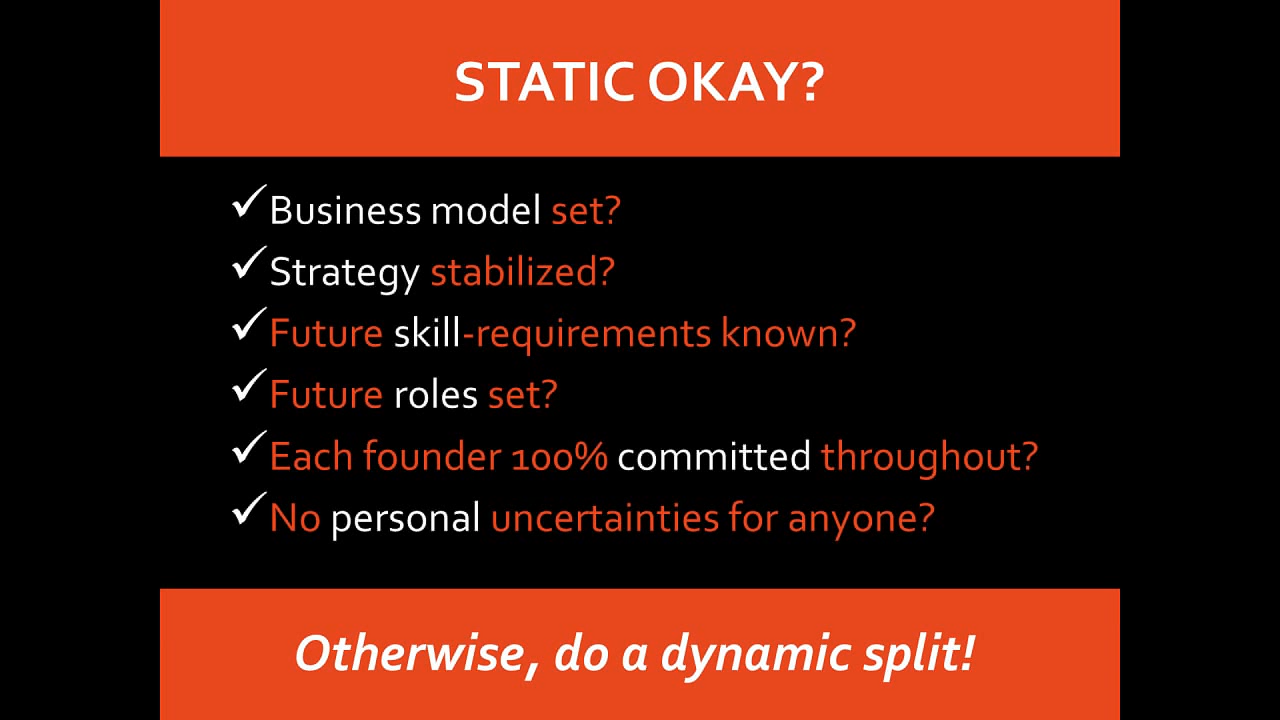 STATIC OKAY?
✓Business model set?
✓Strategy stabilized?
✓Future skill-requirements known?
✓Future roles set?
✓Each founder 100% committed throughout?
✓No personal uncertainties for anyone?
Otherwise, do a dynamic split!